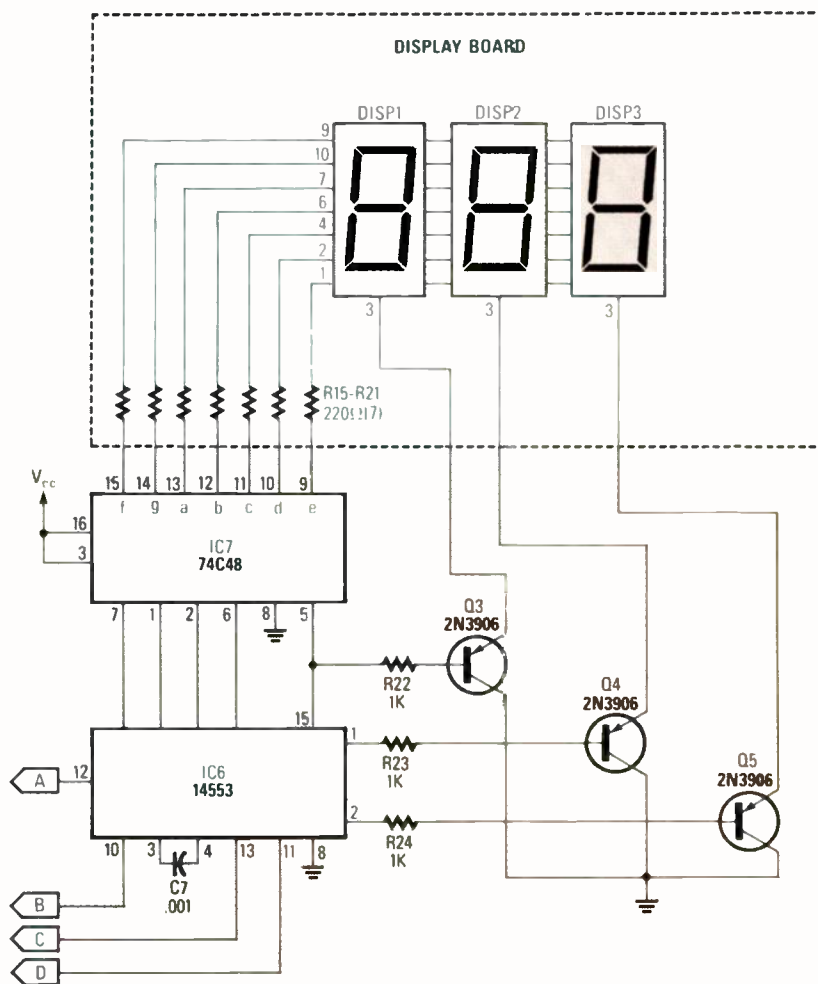 DISPLAY BOARD
DISP1 DISP2 DISP3
9
10
7
6
4
2
1
3 3 3
R15-R21
220Ω(17)
Vcc
15 14 13 12 11 10 9
f g a b c d e
16
3
IC7
74C48
7 1 2 6 8 5
Q3
2N3906
R22
1K
Q4
2N3906
15
1
R23
1K
Q5
2N3906
A
12
IC6
14553
2
R24
1K
10 3 4 13 11 8
C7
.001
B
C
D